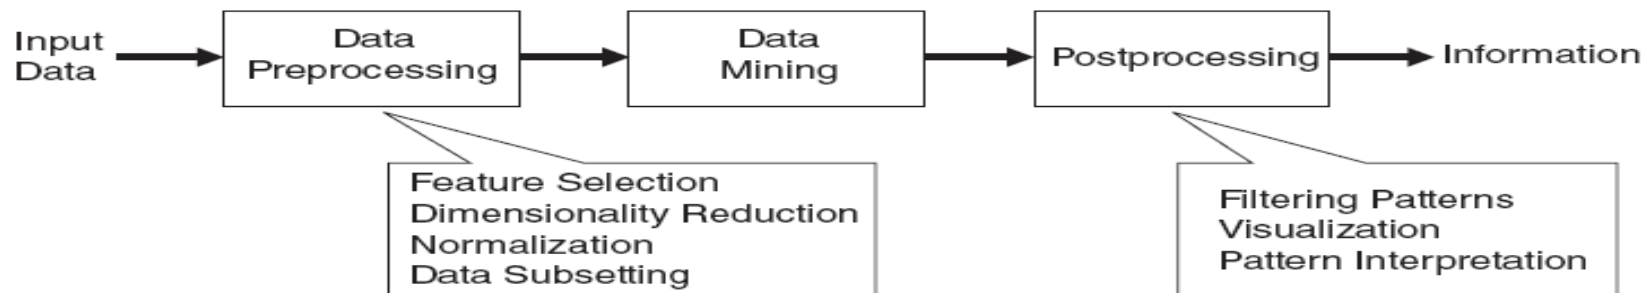 Input
Data
Data
Preprocessing
Data
Mining
Postprocessing
Information
Feature Selection
Dimensionality Reduction
Normalization
Data Subsetting
Filtering Patterns
Visualization
Pattern Interpretation